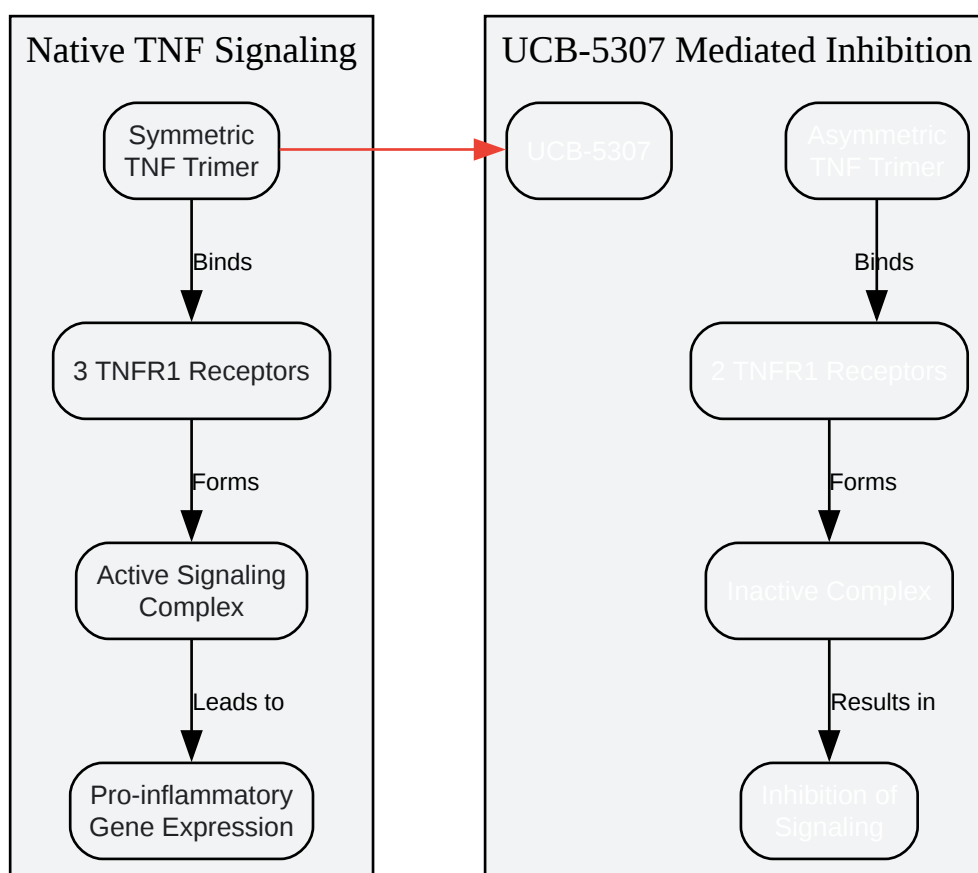 Native TNF Signaling
Symmetric
TNF Trimer
Binds
3 TNFR1 Receptors
Forms
Active Signaling
Complex
Leads to
Pro-inflammatory
Gene Expression
UCB-5307 Mediated Inhibition
UCB-5307
Asymmetric
TNF Trimer
Binds
2 TNFR1 Receptors
Forms
Inactive Complex
Results in
Inhibition of
Signaling